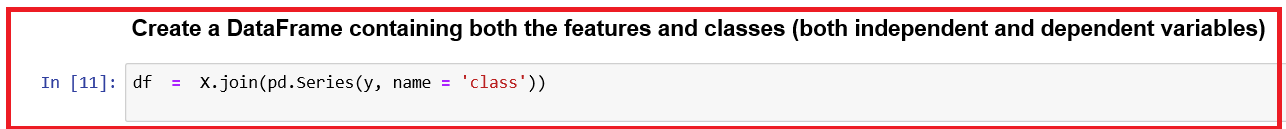 Create a DataFrame containing both the features and classes (both independent and dependent variables)
In [11]: df  =  X.join(pd.Series(y, name = 'class'))